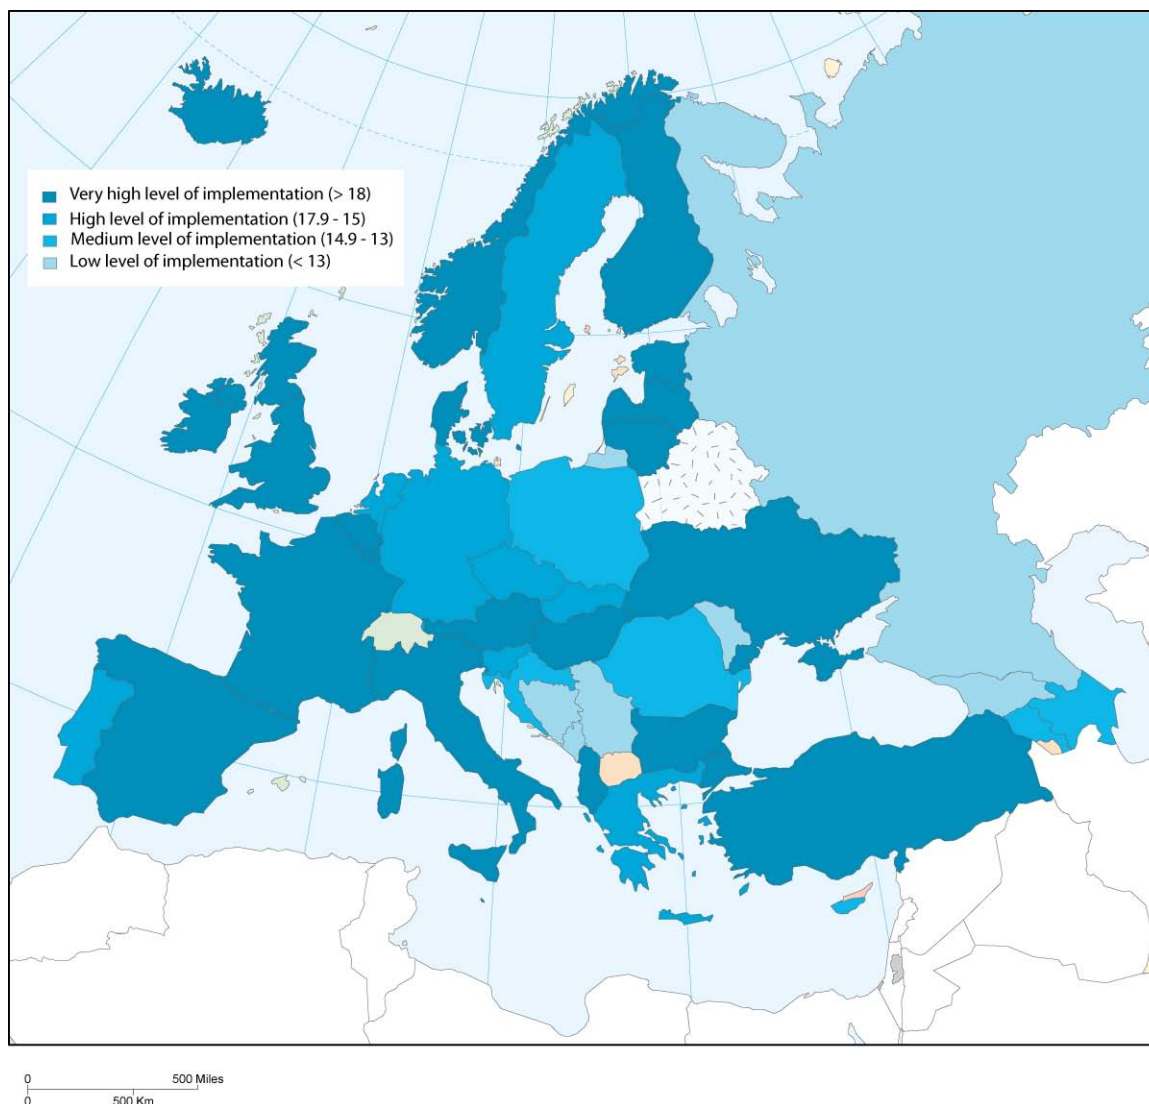 Very high level of implementation (> 18)
High level of implementation (17.9 - 15)
Medium level of implementation (14.9 - 13)
Low level of implementation (< 13)
0 500 Miles
0 500 Km